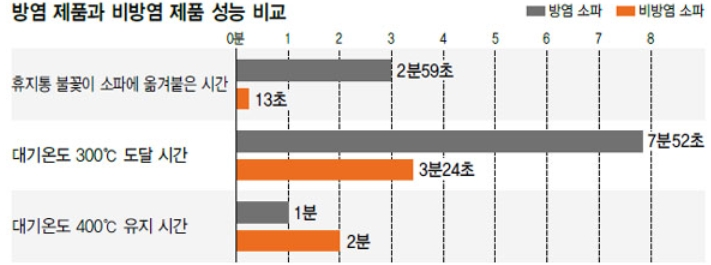 방염 제품과 비방염 제품 성능 비교
방염 소파 비방염 소파
0분 1 2 3 4 5 6 7 8
휴지통 불꽃이 소파에 옮겨붙은 시간
2분59초
13초
대기온도 300℃ 도달 시간
7분52초
3분24초
대기온도 400℃ 유지 시간
1분
2분